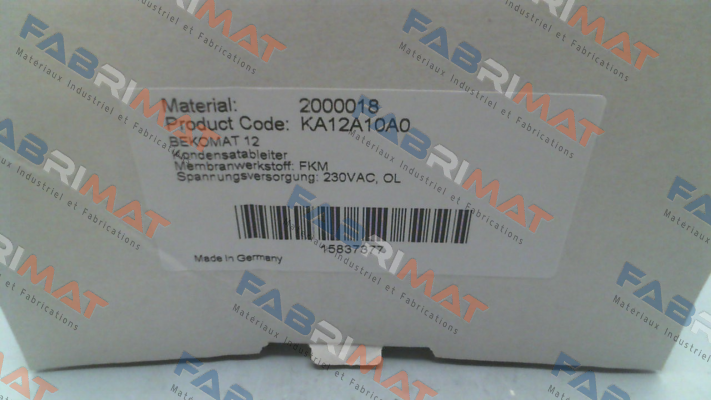 Material: 2000018
Product Code: KA12A10A0
BEKOMAT 12
Kondensatableiter
Membranwerkstoff: FKM
Spannungsversorgung: 230VAC, OL
15837377
Made in Germany
FABRIMAT
Materiaux Industriel et Fabrications